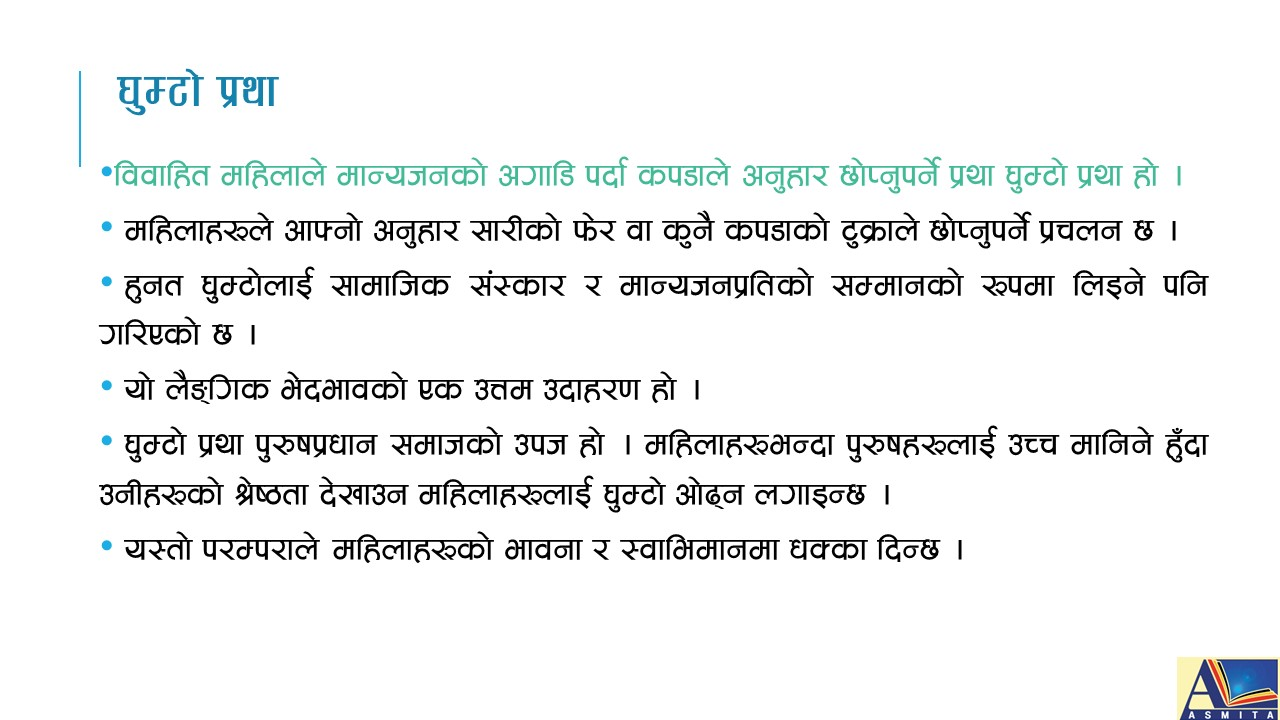 घुम्टो प्रथा
•विवाहित महिलाले मान्यजनको अगाडि पर्दा कपडाले अनुहार छोप्नुपर्ने प्रथा घुम्टो प्रथा हो ।
• महिलाहरुले आफ्नो अनुहार सारीको फेर वा कुनै कपडाको टुक्राले छोप्नुपर्ने प्रचलन छ ।
• हुनत घुम्टोलाई सामाजिक संस्कार र मान्यजनप्रतिको सम्मानको रुपमा लिइने पनि
गरिएको छ ।
• यो लैङ्गिक भेदभावको एक उत्तम उदाहरण हो ।
• घुम्टो प्रथा पुरुषप्रधान समाजको उपज हो । महिलाहरुभन्दा पुरुषहरुलाई उच्च मानिने हुँदा
उनीहरुको श्रेष्ठता देखाउन महिलाहरुलाई घुम्टो ओढ्न लगाइन्छ ।
• यस्तो परम्पराले महिलाहरुको भावना र स्वाभिमानमा धक्का दिन्छ ।
ASMITA